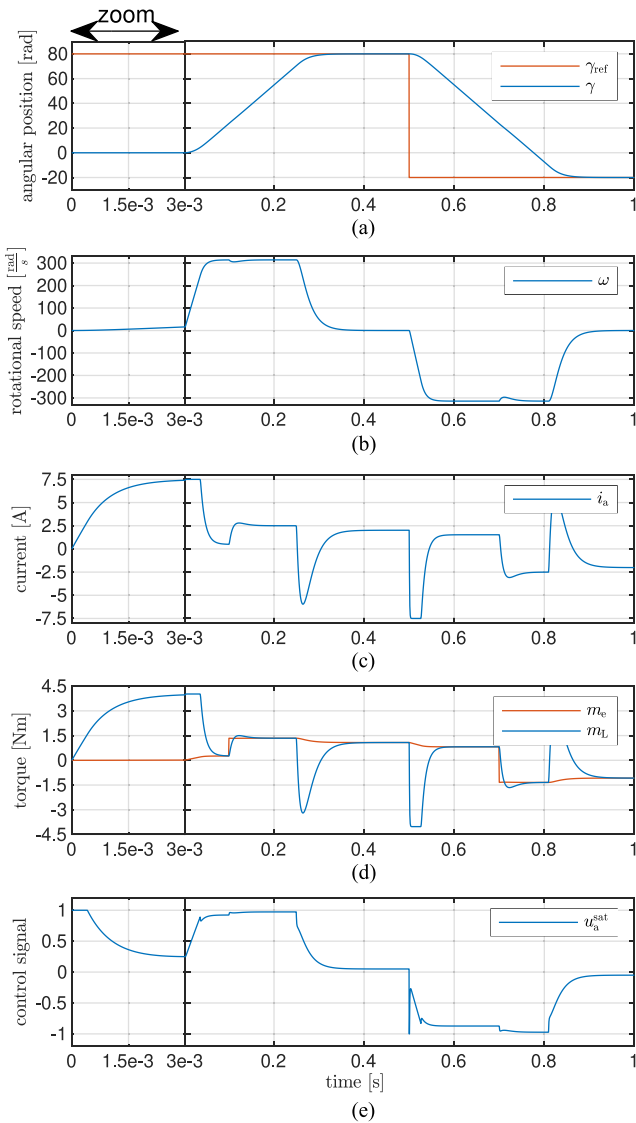 zoom
angular position [rad]
80
60
40
20
0
-20
γref
γ
0 1.5e-3 3e-3 0.2 0.4 0.6 0.8 1
(a)
rotational speed [rad/s]
300
200
100
0
-100
-200
-300
ω
0 1.5e-3 3e-3 0.2 0.4 0.6 0.8 1
(b)
current [A]
7.5
5
2.5
0
-2.5
-5
-7.5
ia
0 1.5e-3 3e-3 0.2 0.4 0.6 0.8 1
(c)
torque [Nm]
4.5
3
1.5
0
-1.5
-3
-4.5
me
mL
0 1.5e-3 3e-3 0.2 0.4 0.6 0.8 1
(d)
control signal
1
0.5
0
-0.5
-1
ua^sat
0 1.5e-3 3e-3 0.2 0.4 0.6 0.8 1
time [s]
(e)